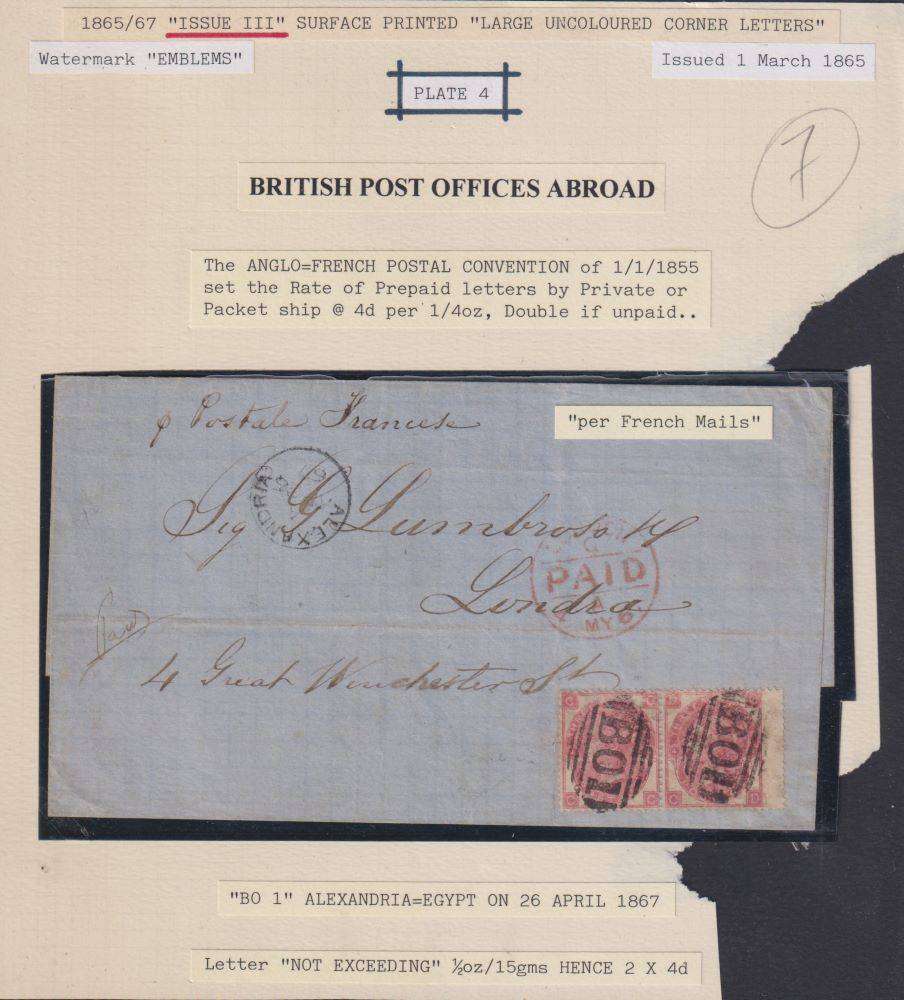 1865/67 "ISSUE III" SURFACE PRINTED "LARGE UNCOLOURED CORNER LETTERS"
Watermark "EMBLEMS"
Issued 1 March 1865
PLATE 4
7
BRITISH POST OFFICES ABROAD
The ANGLO=FRENCH POSTAL CONVENTION of 1/1/1855
set the Rate of Prepaid letters by Private or
Packet ship @ 4d per 1/4oz, Double if unpaid..
"per French Mails"
p Postale Francese
ALEXANDRIA
Sig G Lumbroso
PAID
MY 6
Londra
4 Great Winchester St
B01
B01
"BO 1" ALEXANDRIA=EGYPT ON 26 APRIL 1867
Letter "NOT EXCEEDING" ½oz/15gms HENCE 2 X 4d